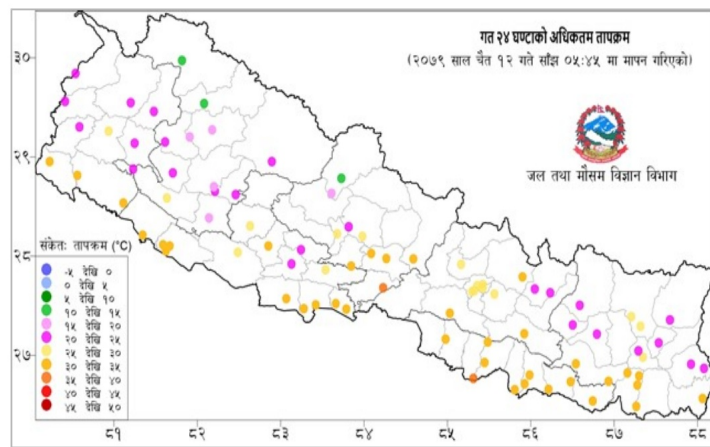 गत २४ घण्टाको अधिकतम तापक्रम
(२०७९ साल चैत १२ गते साँझ ०५:४५ मा मापन गरिएको)
जल तथा मौसम विज्ञान विभाग
३०
२९
२८
२७
संकेतः तापक्रम (°C)
-५ देखि ०
० देखि ५
५ देखि १०
१० देखि १५
१५ देखि २०
२० देखि २५
२५ देखि ३०
३० देखि ३५
३५ देखि ४०
४० देखि ४५
४५ देखि ५०
८१ ८२ ८३ ८४ ८५ ८६ ८७ ८८